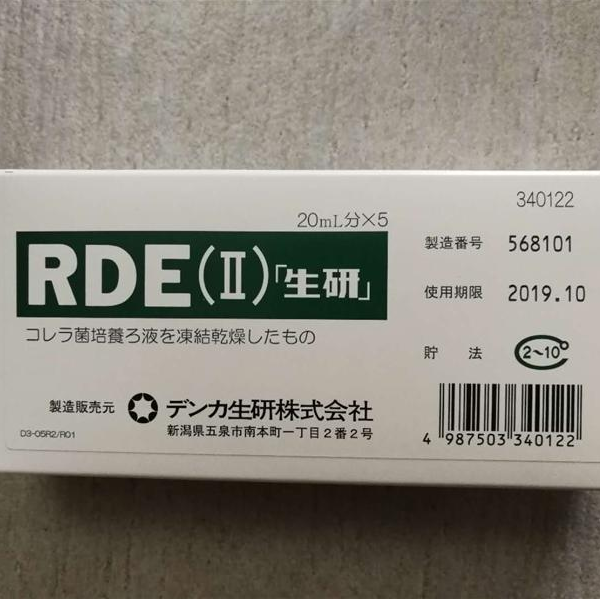 340122
20mL分×5
RDE(Ⅱ)「生研」
コレラ菌培養ろ液を凍結乾燥したもの
製造番号 568101
使用期限 2019.10
貯 法 2~10°
製造販売元 デンカ生研株式会社
新潟県五泉市南本町一丁目2番2号
D3-05R2/R01
4 987503 340122